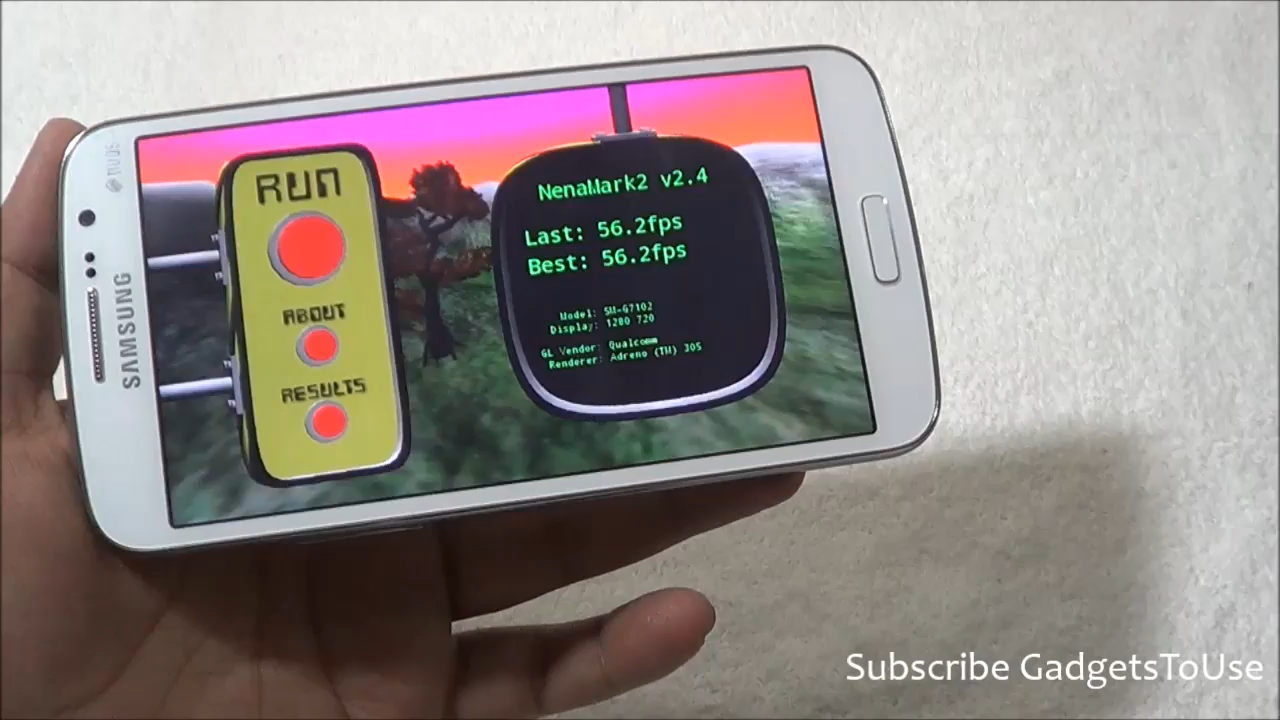 DUOS
SAMSUNG
RUN
ABOUT
RESULTS
NenaMark2 v2.4
Last: 56.2fps
Best: 56.2fps
Model: SM-G7102
Display: 1280 720
GL Vendor: Qualcomm
Renderer: Adreno (TM) 305
Subscribe GadgetsToUse